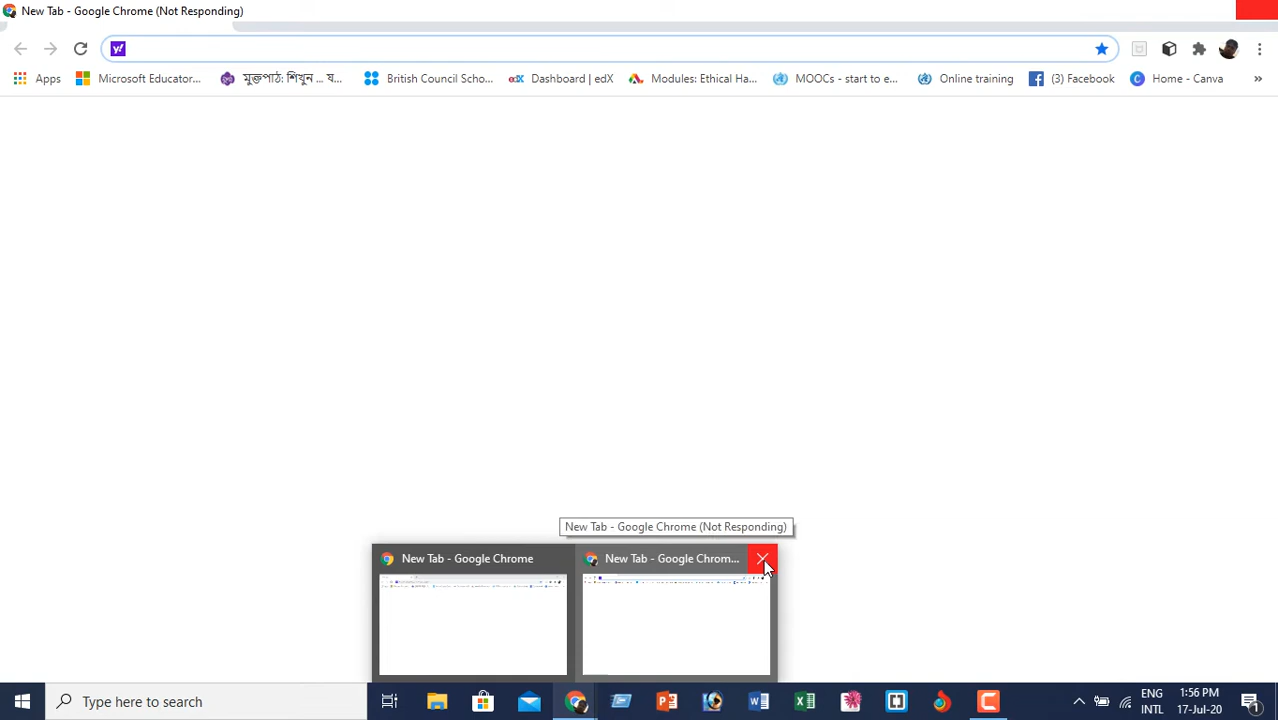 New Tab - Google Chrome (Not Responding)
y!
Apps Microsoft Educator... মুক্তপাঠ: শিখুন ... য... British Council Scho... edX Dashboard | edX Modules: Ethical Ha... MOOCs - start to e... Online training (3) Facebook C Home - Canva »
New Tab - Google Chrome (Not Responding)
New Tab - Google Chrome New Tab - Google Chrom...
Type here to search
ENG 1:56 PM
INTL 17-Jul-20 1